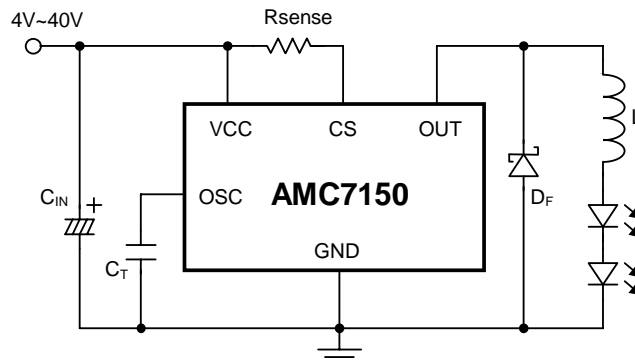 4V~40V
Rsense
VCC
CS
OUT
L
CIN
+
OSC
AMC7150
DF
CT
GND